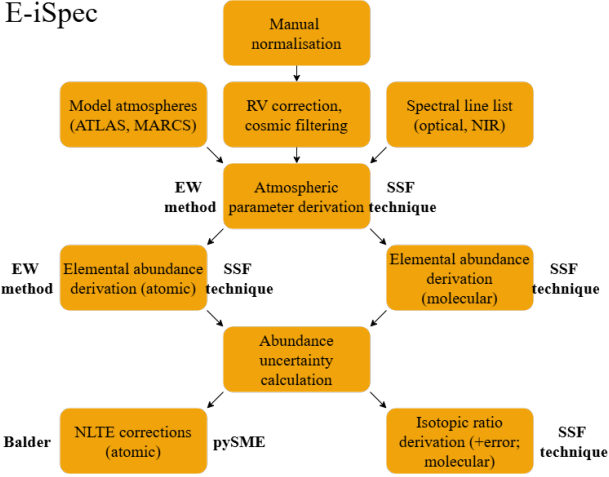 E-iSpec
Manual
normalisation
Model atmospheres
(ATLAS, MARCS)
RV correction,
cosmic filtering
Spectral line list
(optical, NIR)
EW
method
Atmospheric
parameter derivation
SSF
technique
EW
method
Elemental abundance
derivation (atomic)
SSF
technique
Elemental abundance
derivation
(molecular)
SSF
technique
Abundance
uncertainty
calculation
Balder
NLTE corrections
(atomic)
pySME
Isotopic ratio
derivation (+error;
molecular)
SSF
technique